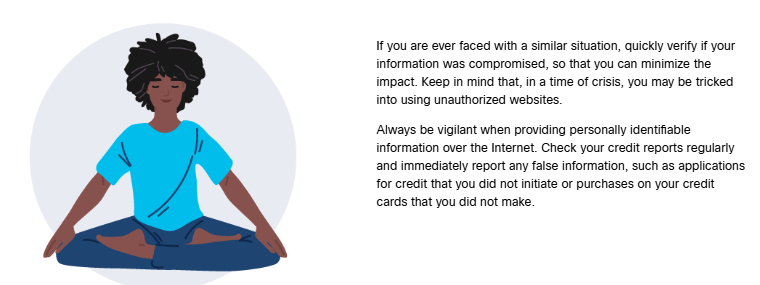 If you are ever faced with a similar situation, quickly verify if your
information was compromised, so that you can minimize the
impact. Keep in mind that, in a time of crisis, you may be tricked
into using unauthorized websites.
Always be vigilant when providing personally identifiable
information over the Internet. Check your credit reports regularly
and immediately report any false information, such as applications
for credit that you did not initiate or purchases on your credit
cards that you did not make.